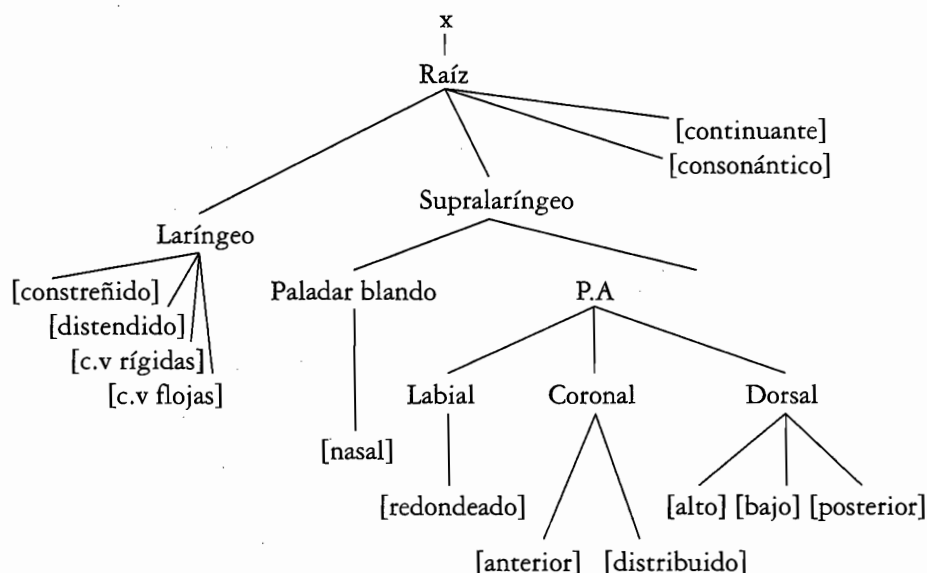 x
Raíz
[continuante]
[consonántico]
Supralaríngeo
Laríngeo
[constreñido]
Paladar blando
P.A
[distendido]
[c.v rígidas]
[c.v flojas]
Labial
Coronal
Dorsal
[nasal]
[redondeado]
[alto] [bajo] [posterior]
[anterior] [distribuido]